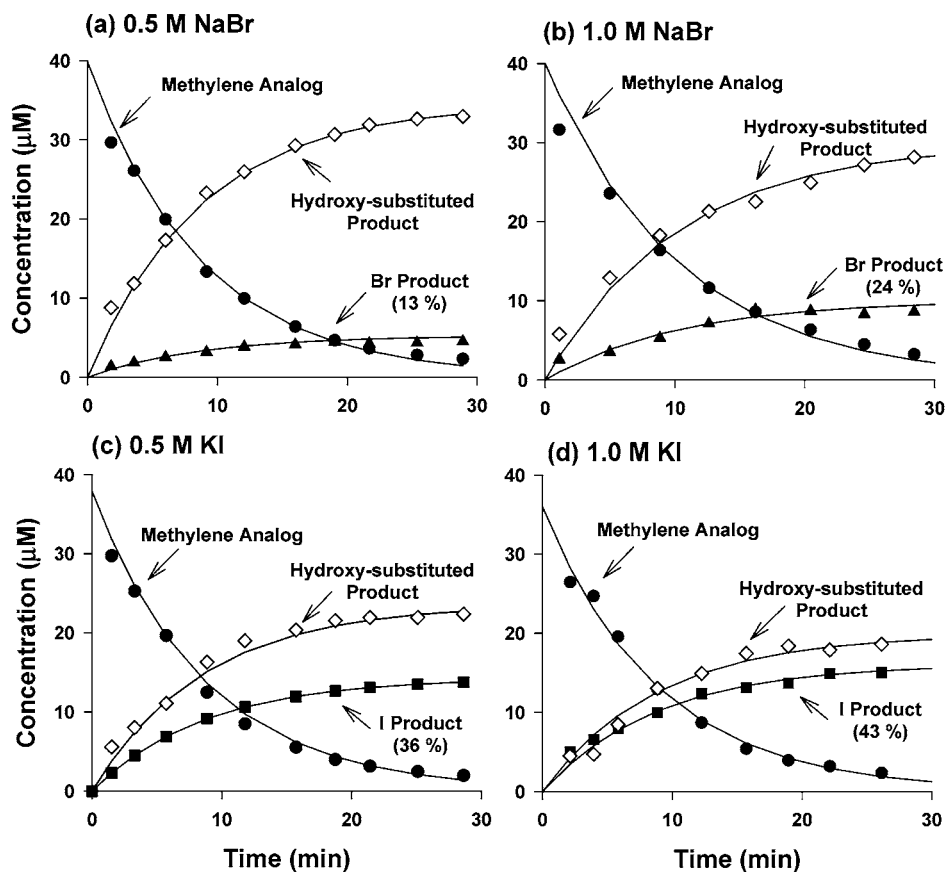 (a) 0.5 M NaBr
40
30
20
10
0
Concentration (μM)
Methylene Analog
Hydroxy-substituted
Product
Br Product
(13 %)
0 10 20 30
(b) 1.0 M NaBr
40
30
20
10
0
Methylene Analog
Hydroxy-substituted
Product
Br Product
(24 %)
0 10 20 30
(c) 0.5 M KI
40
30
20
10
0
Concentration (μM)
Methylene Analog
Hydroxy-substituted
Product
I Product
(36 %)
0 10 20 30
Time (min)
(d) 1.0 M KI
40
30
20
10
0
Methylene Analog
Hydroxy-substituted
Product
I Product
(43 %)
0 10 20 30
Time (min)